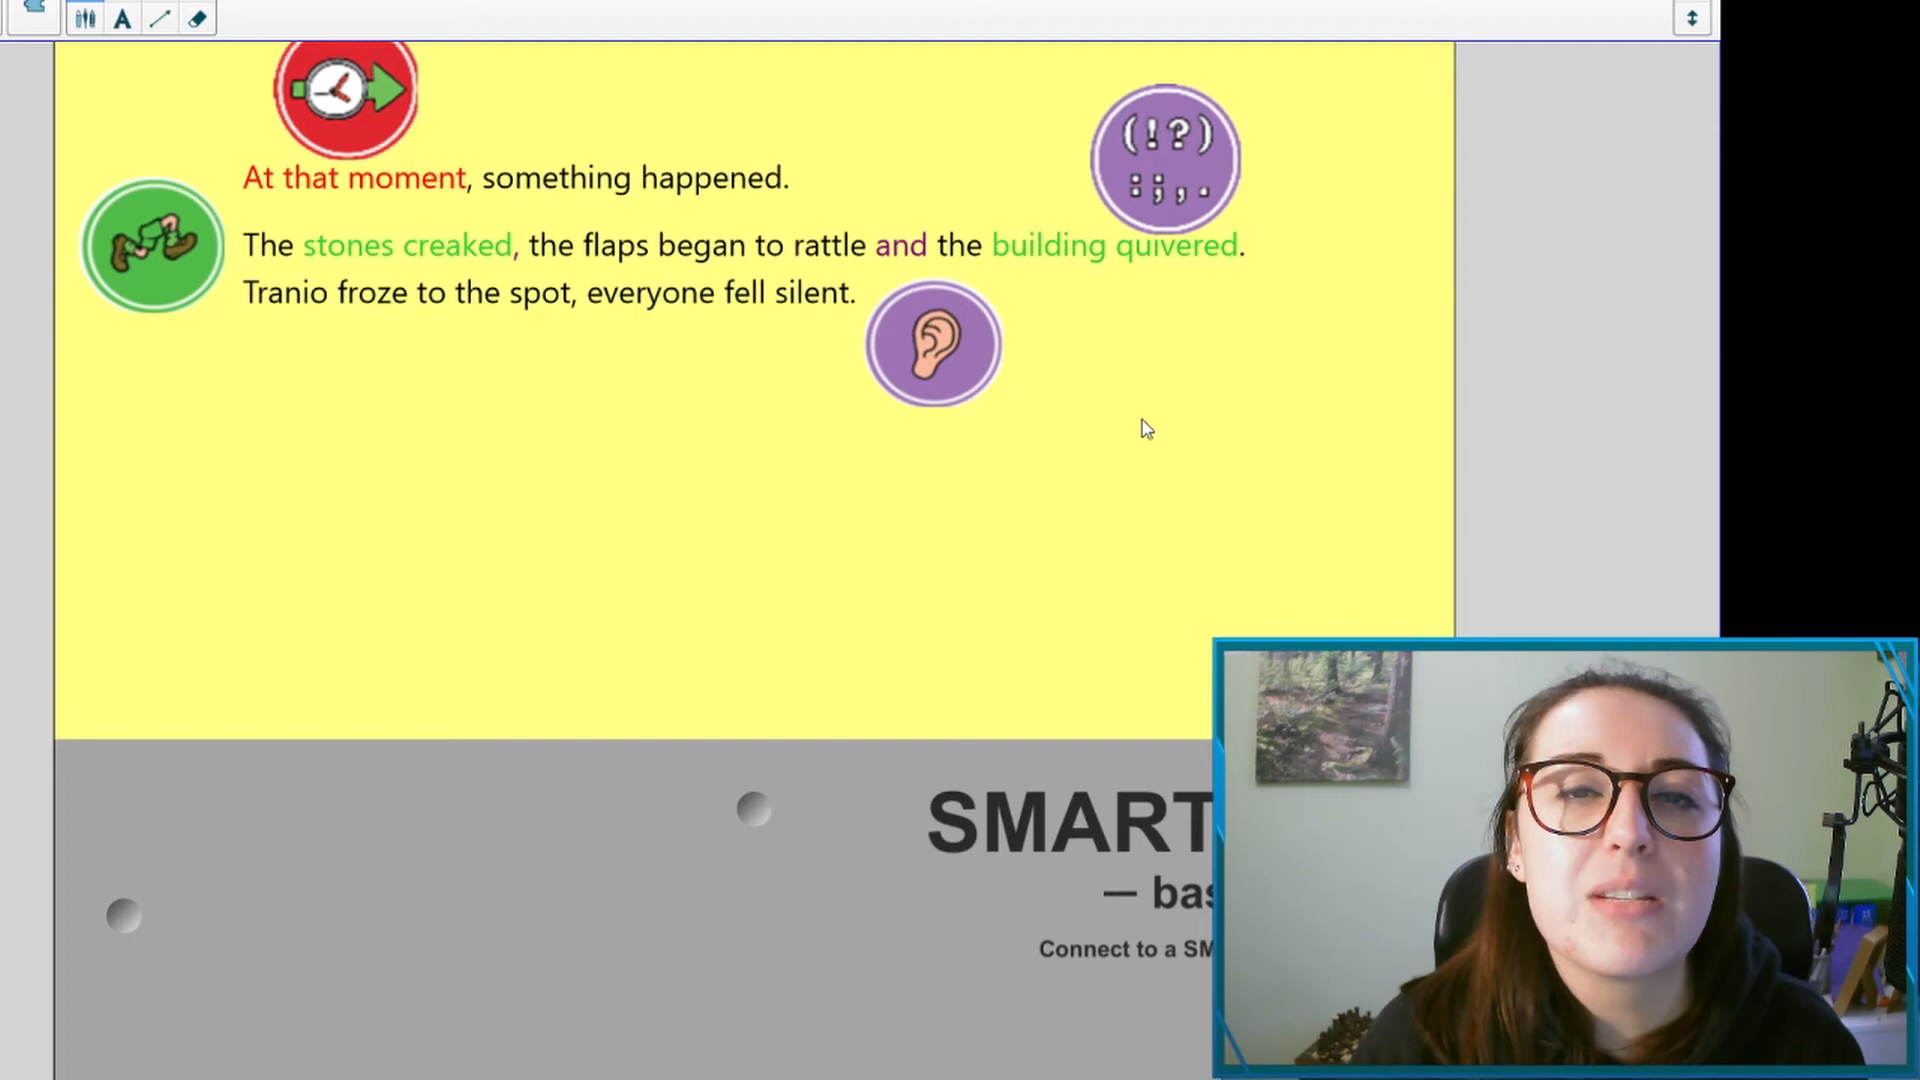 A
(!?)
:;,.
At that moment, something happened.
The stones creaked, the flaps began to rattle and the building quivered.
Tranio froze to the spot, everyone fell silent.
SMART
— bas
Connect to a SM